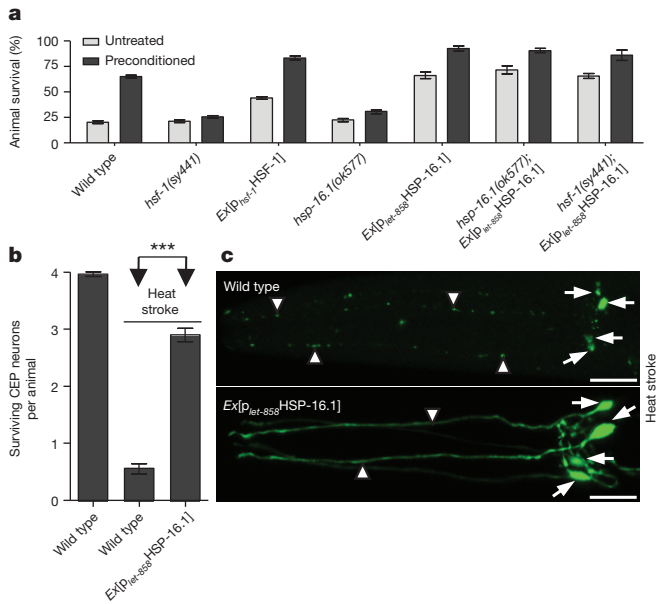 a
Animal survival (%)
100
75
50
25
0
Untreated
Preconditioned
Wild type
hsf-1(sy441)
Ex[phsf-1HSF-1]
hsp-16.1(ok577)
Ex[plet-858HSP-16.1]
hsp-16.1(ok577);
Ex[plet-858HSP-16.1]
hsf-1(sy441);
Ex[plet-858HSP-16.1]
b
Surviving CEP neurons
per animal
4
3
2
1
0
***
Heat
stroke
Wild type
Wild type
Ex[plet-858HSP-16.1]
c
Wild type
Ex[plet-858HSP-16.1]
Heat stroke